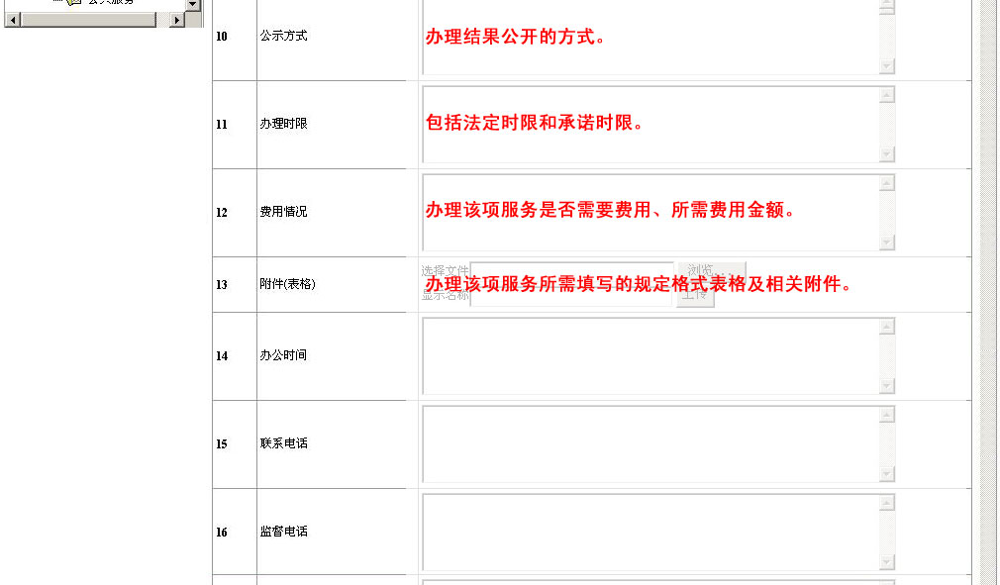 公共服务
10 公示方式 办理结果公开的方式。
11 办理时限 包括法定时限和承诺时限。
12 费用情况 办理该项服务是否需要费用、所需费用金额。
选择文件 浏览...
13 附件(表格) 办理该项服务所需填写的规定格式表格及相关附件。
显示名称 上传
14 办公时间
15 联系电话
16 监督电话